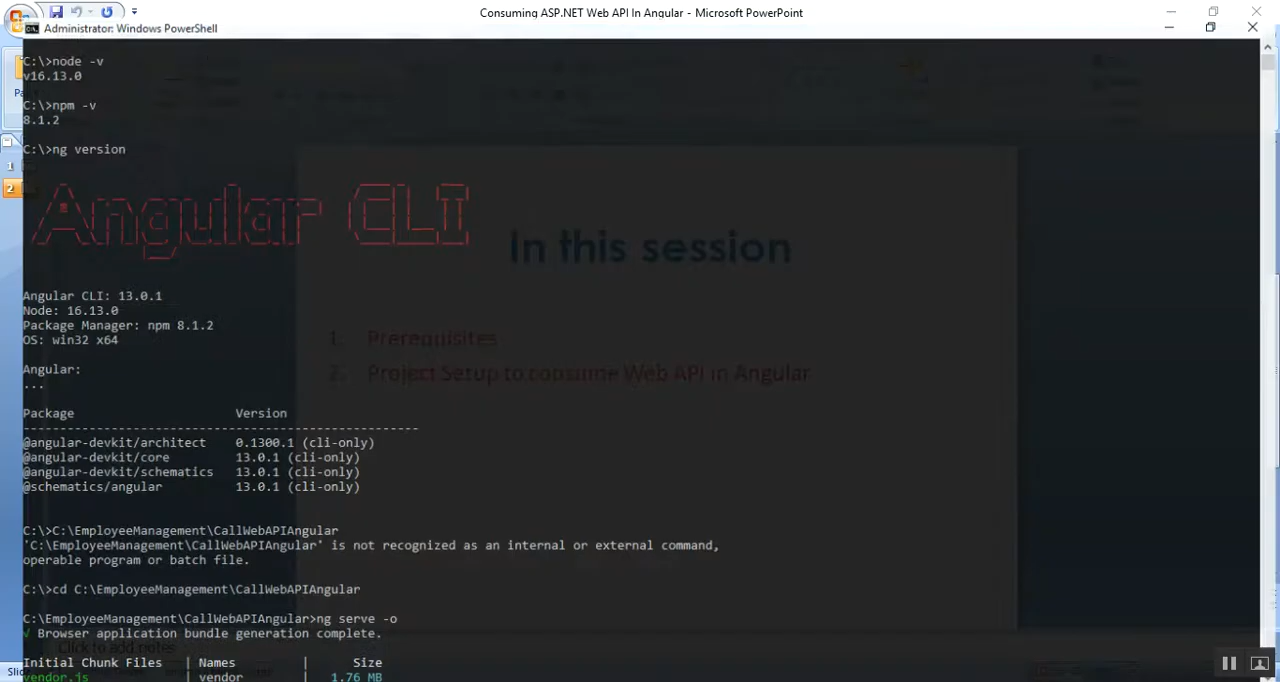 Consuming ASP.NET Web API In Angular - Microsoft PowerPoint
Administrator: Windows PowerShell
C:\>node -v
v16.13.0
C:\>npm -v
8.1.2
C:\>ng version
Angular CLI
In this session
Angular CLI: 13.0.1
Node: 16.13.0
Package Manager: npm 8.1.2
OS: win32 x64
1. Prerequisites
2. Project Setup to consume Web API in Angular
Angular:
...
Package Version
------------------------------------------------------
@angular-devkit/architect 0.1300.1 (cli-only)
@angular-devkit/core 13.0.1 (cli-only)
@angular-devkit/schematics 13.0.1 (cli-only)
@schematics/angular 13.0.1 (cli-only)
C:\>C:\EmployeeManagement\CallWebAPIAngular
'C:\EmployeeManagement\CallWebAPIAngular' is not recognized as an internal or external command,
operable program or batch file.
C:\>cd C:\EmployeeManagement\CallWebAPIAngular
C:\EmployeeManagement\CallWebAPIAngular>ng serve -o
√ Browser application bundle generation complete.
Click to add notes
Initial Chunk Files | Names | Size
vendor.js | vendor | 1.76 MB
1
2